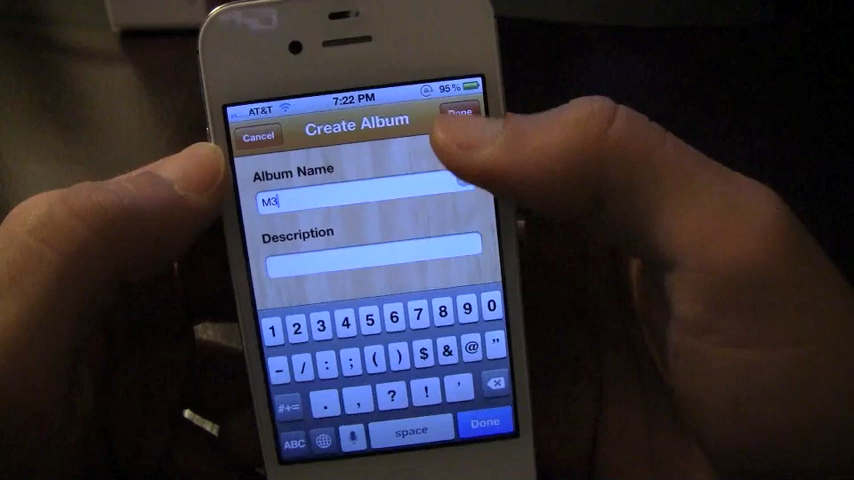 AT&T 7:22 PM 95%
Cancel Create Album Done
Album Name
M3
Description
1 2 3 4 5 6 7 8 9 0
- / : ; ( ) $ & @ "
#+= . , ? ! '
ABC space Done